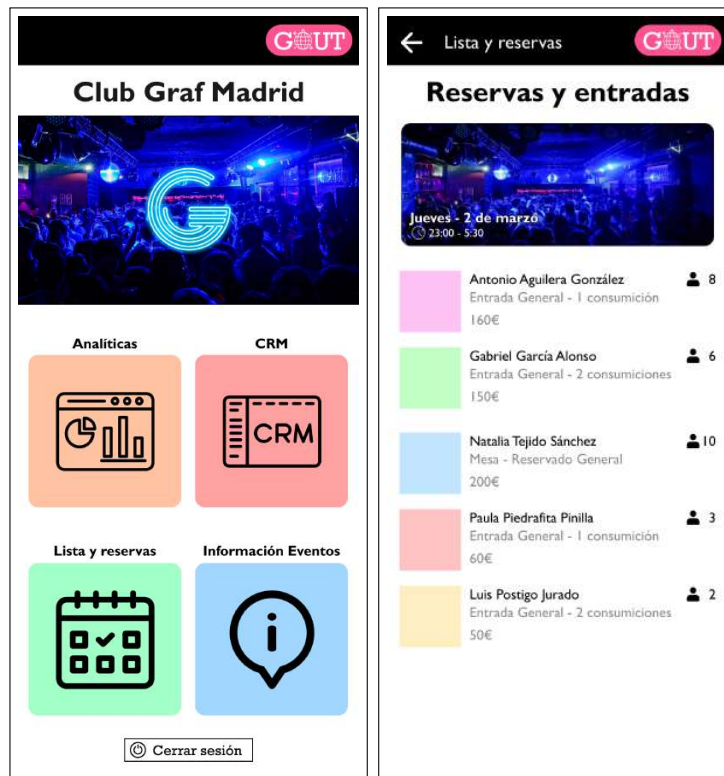 GOUT
Club Graf Madrid
G
Analíticas
CRM
CRM
Lista y reservas
Información Eventos
i
Cerrar sesión
Lista y reservas
GOUT
Reservas y entradas
Jueves - 2 de marzo
23:00 - 5:30
Antonio Aguilera González 8
Entrada General - 1 consumición
160€
Gabriel García Alonso 6
Entrada General - 2 consumiciones
150€
Natalia Tejido Sánchez 10
Mesa - Reservado General
200€
Paula Piedrafita Pinilla 3
Entrada General - 1 consumición
60€
Luis Postigo Jurado 2
Entrada General - 2 consumiciones
50€